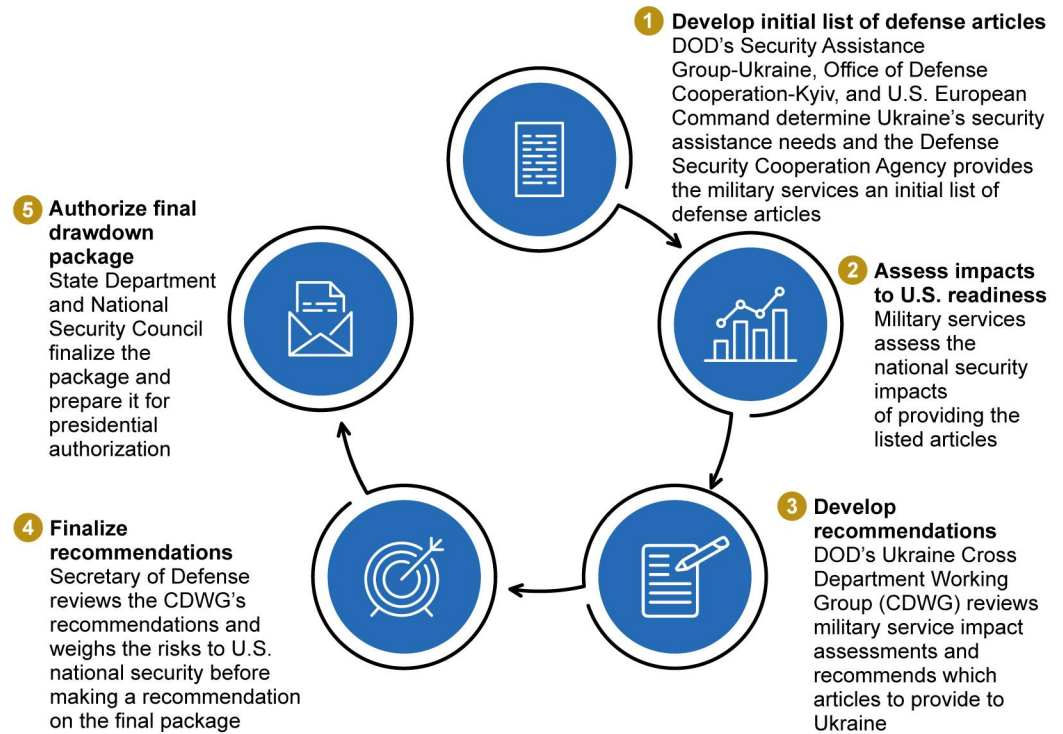 1 Develop initial list of defense articles
DOD's Security Assistance
Group-Ukraine, Office of Defense
Cooperation-Kyiv, and U.S. European
Command determine Ukraine's security
assistance needs and the Defense
Security Cooperation Agency provides
the military services an initial list of
defense articles
2 Assess impacts
to U.S. readiness
Military services
assess the
national security
impacts
of providing the
listed articles
3 Develop
recommendations
DOD's Ukraine Cross
Department Working
Group (CDWG) reviews
military service impact
assessments and
recommends which
articles to provide to
Ukraine
4 Finalize
recommendations
Secretary of Defense
reviews the CDWG's
recommendations and
weighs the risks to U.S.
national security before
making a recommendation
on the final package
5 Authorize final
drawdown
package
State Department
and National
Security Council
finalize the
package and
prepare it for
presidential
authorization